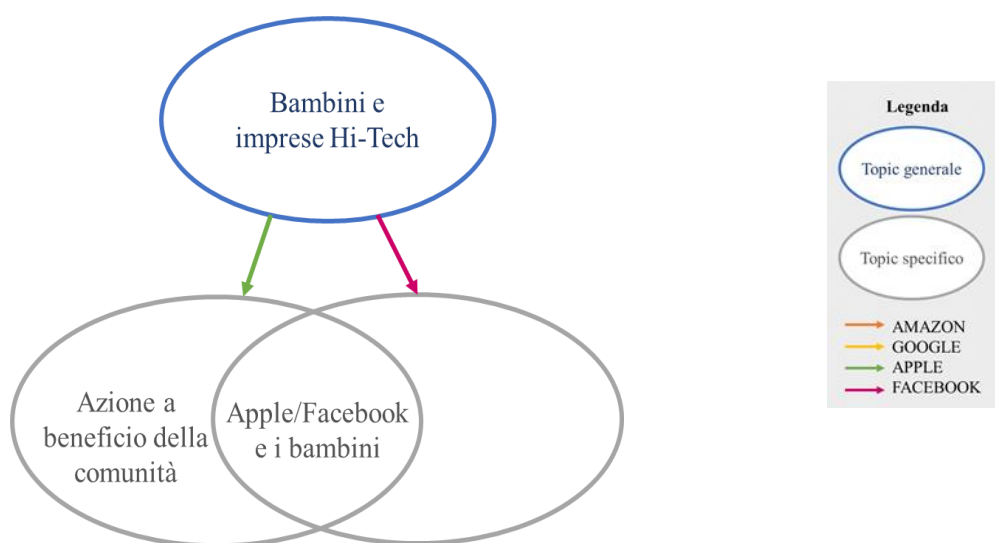 Bambini e
imprese Hi-Tech
Azione a
beneficio della
comunità
Apple/Facebook
e i bambini
Legenda
Topic generale
Topic specifico
AMAZON
GOOGLE
APPLE
FACEBOOK